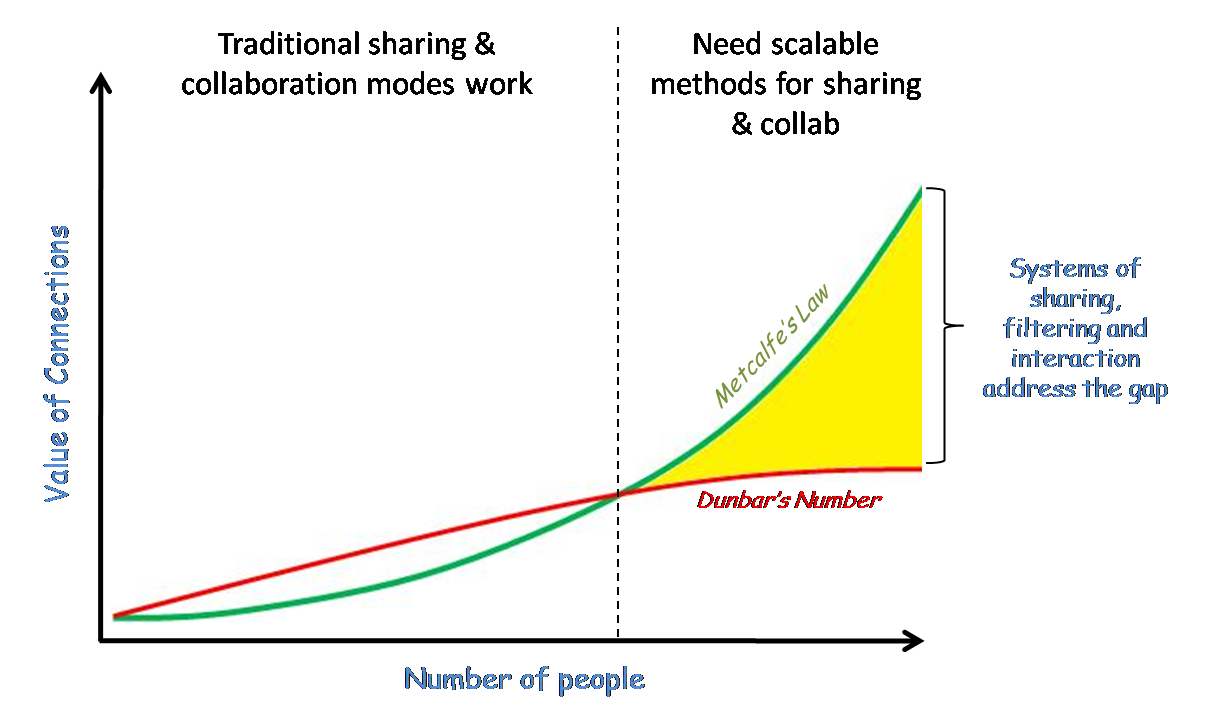 Traditional sharing &
collaboration modes work
Need scalable
methods for sharing
& collab
Value of Connections
Metcalfe's Law
Dunbar's Number
Systems of
sharing,
filtering and
interaction
address the gap
Number of people